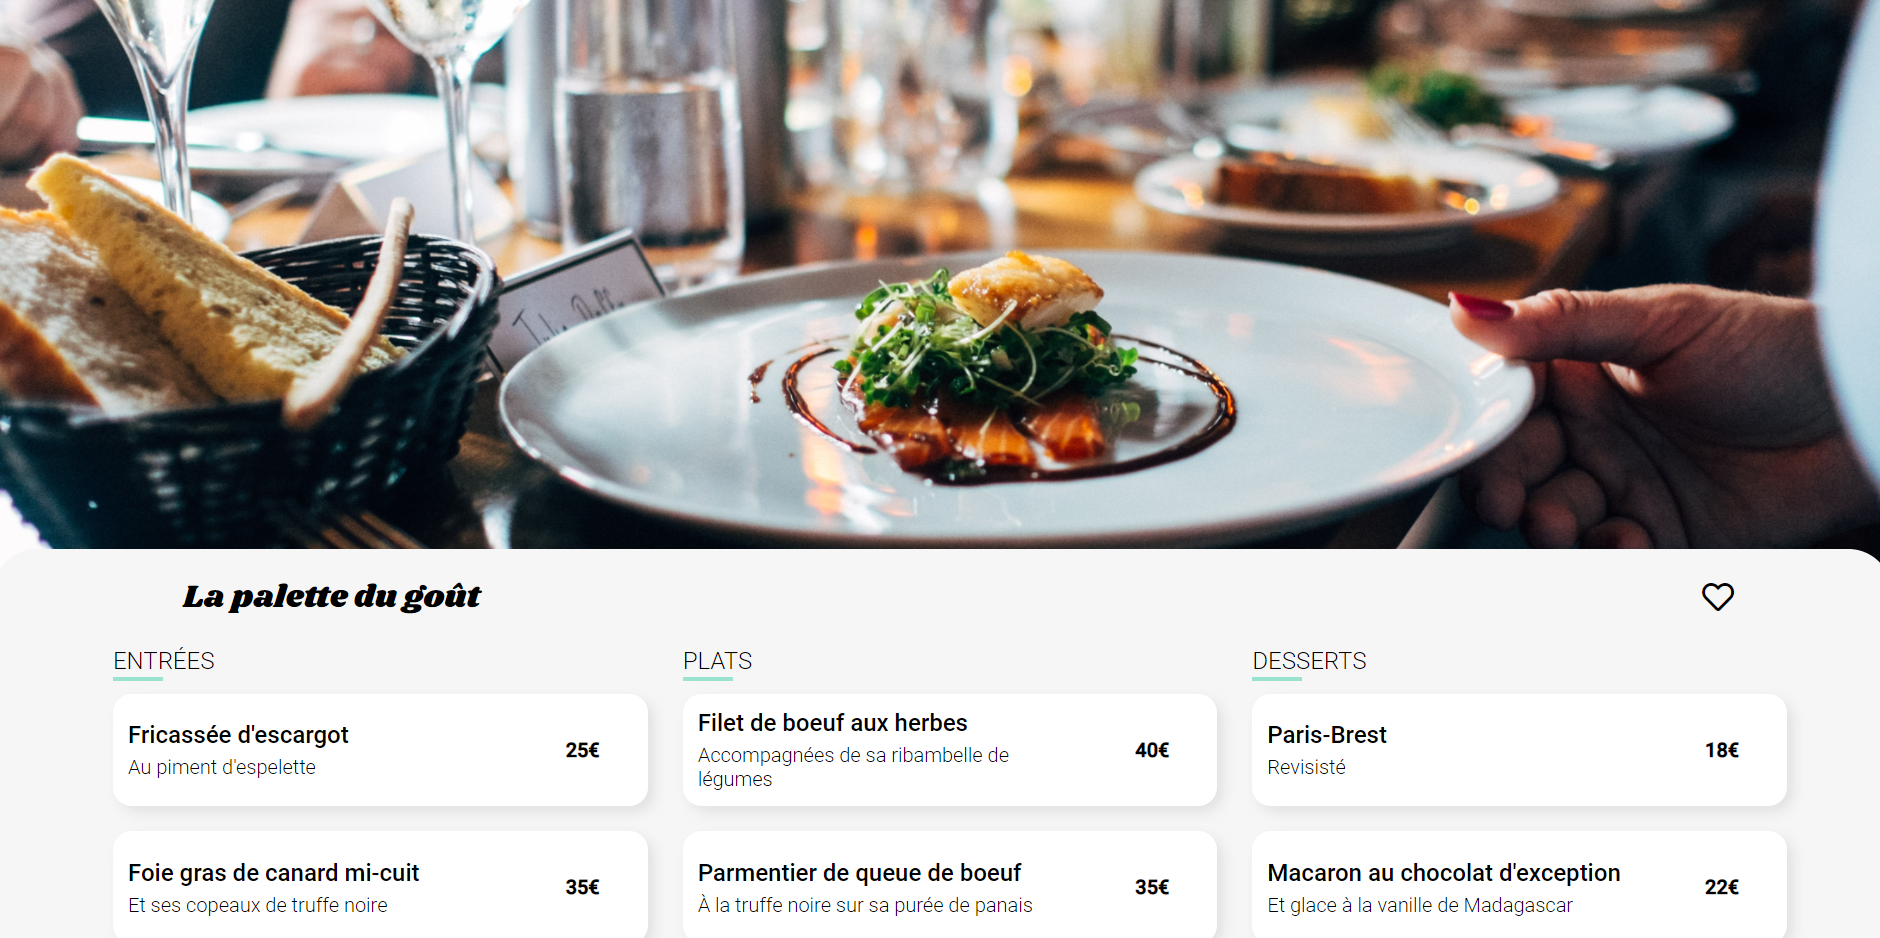 La palette du goût
ENTRÉES
Fricassée d'escargot
Au piment d'espelette
25€
Foie gras de canard mi-cuit
Et ses copeaux de truffe noire
35€
PLATS
Filet de boeuf aux herbes
Accompagnées de sa ribambelle de
légumes
40€
Parmentier de queue de boeuf
À la truffe noire sur sa purée de panais
35€
DESSERTS
Paris-Brest
Revisisté
18€
Macaron au chocolat d'exception
Et glace à la vanille de Madagascar
22€